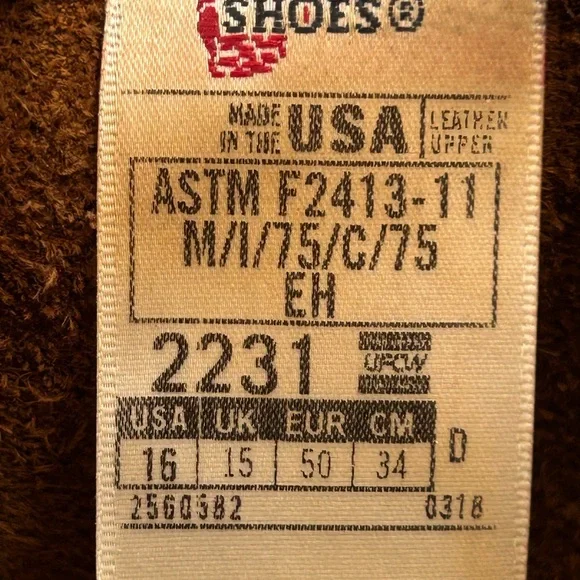 SHOES®
MADE IN THE USA LEATHER UPPER
ASTM F2413-11
M/I/75/C/75
EH
2231 UFCW
USA UK EUR CM
16 15 50 34 D
2560582 0318